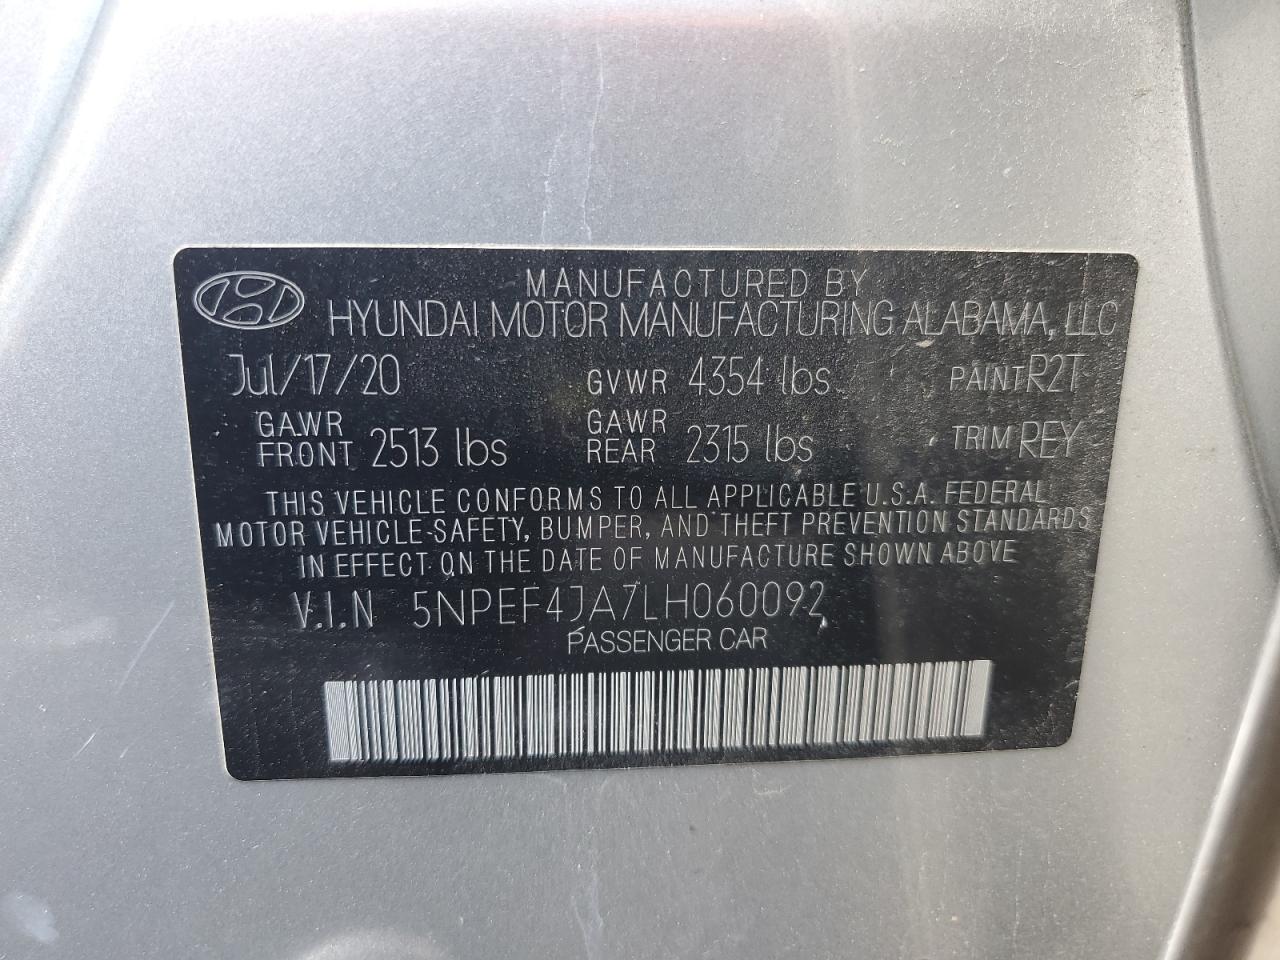 MANUFACTURED BY
HYUNDAI MOTOR MANUFACTURING ALABAMA, LLC
Jul/17/20 GVWR 4354 lbs PAINT R2T
GAWR FRONT 2513 lbs GAWR REAR 2315 lbs TRIM REY
THIS VEHICLE CONFORMS TO ALL APPLICABLE U.S.A. FEDERAL
MOTOR VEHICLE-SAFETY, BUMPER, AND THEFT PREVENTION STANDARDS
IN EFFECT ON THE DATE OF MANUFACTURE SHOWN ABOVE
V.I.N 5NPEF4JA7LH060092
PASSENGER CAR